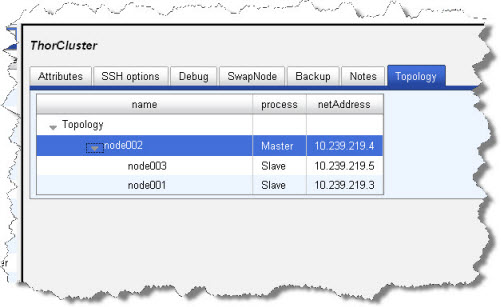 ThorCluster
Attributes SSH options Debug SwapNode Backup Notes Topology
name process netAddress
Topology
node002 Master 10.239.219.4
node003 Slave 10.239.219.5
node001 Slave 10.239.219.3
er